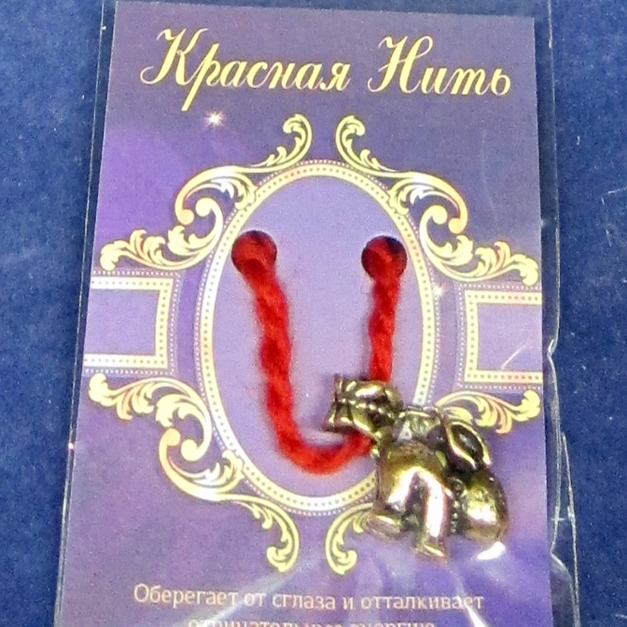 Красная Нить
Оберегает от сглаза и отталкивает